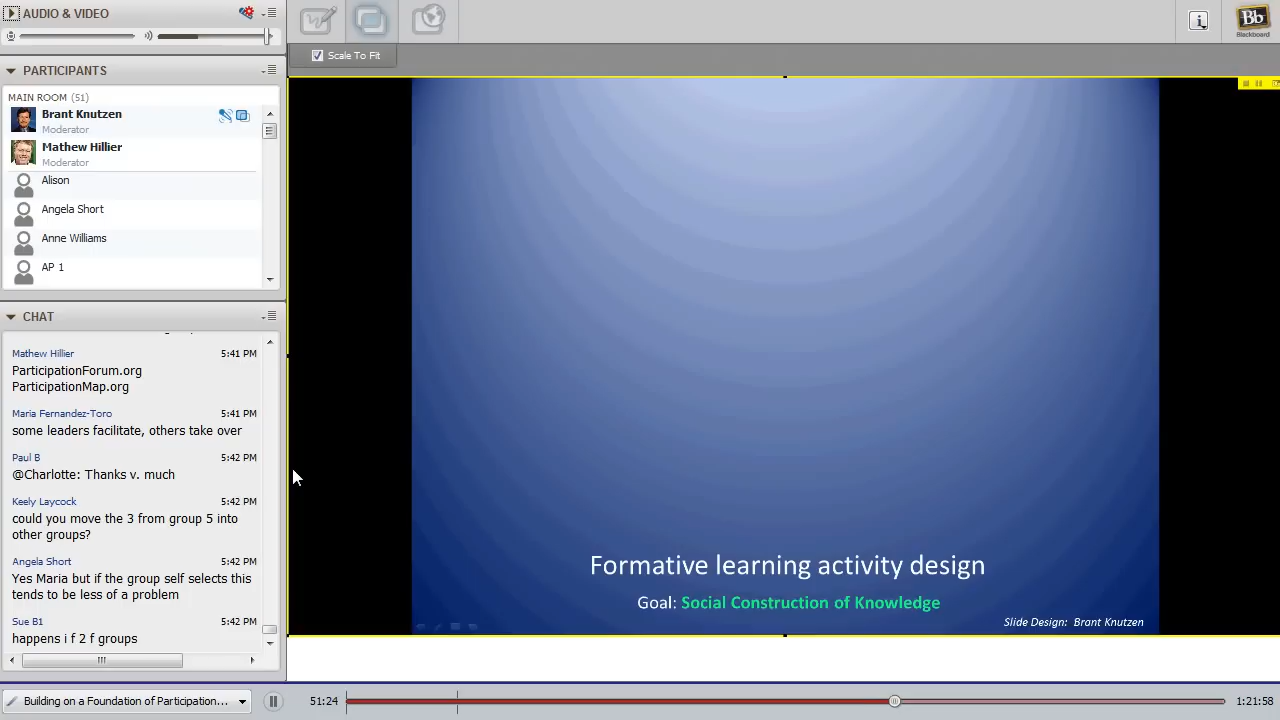 AUDIO & VIDEO
Scale To Fit
Bb
Blackboard
PARTICIPANTS
MAIN ROOM (51)
Brant Knutzen
Moderator
Mathew Hillier
Moderator
Alison
Angela Short
Anne Williams
AP 1
CHAT
Mathew Hillier 5:41 PM
ParticipationForum.org
ParticipationMap.org
Maria Fernandez-Toro 5:41 PM
some leaders facilitate, others take over
Paul B 5:42 PM
@Charlotte: Thanks v. much
Keely Laycock 5:42 PM
could you move the 3 from group 5 into
other groups?
Angela Short 5:42 PM
Yes Maria but if the group self selects this
tends to be less of a problem
Sue B1 5:42 PM
happens i f 2 f groups
Formative learning activity design
Goal: Social Construction of Knowledge
Slide Design: Brant Knutzen
Building on a Foundation of Participation...
51:24
1:21:58